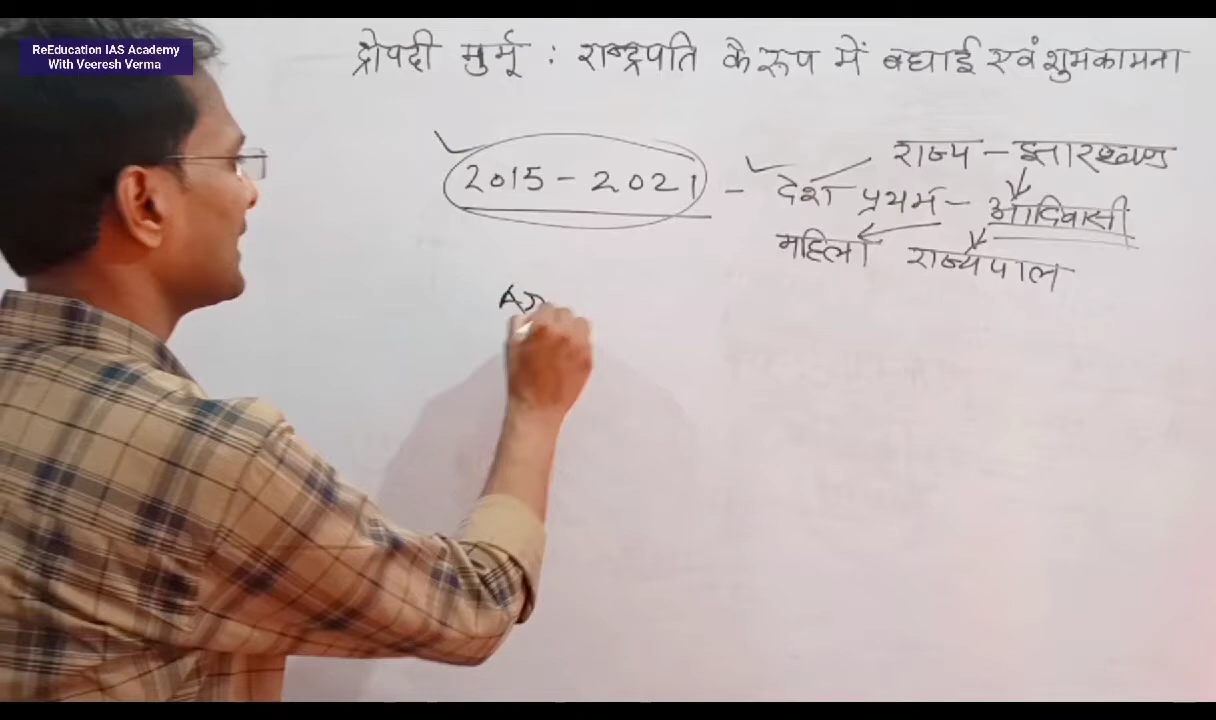 ReEducation IAS Academy
With Veeresh Verma
द्रौपदी मुर्मू : राष्ट्रपति के रूप में बधाई एवं शुभकामना
राज्य - झारखण्ड
2015 - 2021 - देश प्रथम - आदिवासी
महिला राज्यपाल